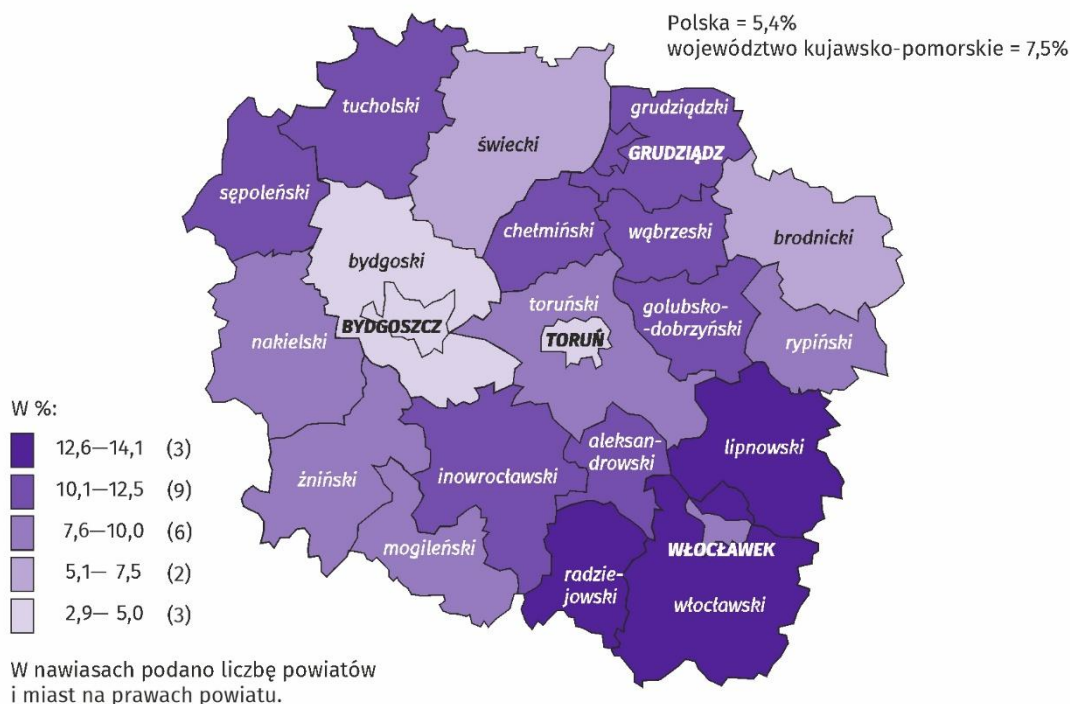 Polska = 5,4%
województwo kujawsko-pomorskie = 7,5%
tucholski
grudziądzki
świecki
GRUDZIĄDZ
sępoleński
chełmiński
wąbrzeski
brodnicki
bydgoski
toruński
golubsko-
-dobrzyński
BYDGOSZCZ
TORUŃ
nakielski
rypiński
aleksan-
drowski
lipnowski
inowrocławski
żniński
mogileński
WŁOCŁAWEK
radzie-
jowski
włocławski
W %:
12,6—14,1 (3)
10,1—12,5 (9)
7,6—10,0 (6)
5,1— 7,5 (2)
2,9— 5,0 (3)
W nawiasach podano liczbę powiatów
i miast na prawach powiatu.